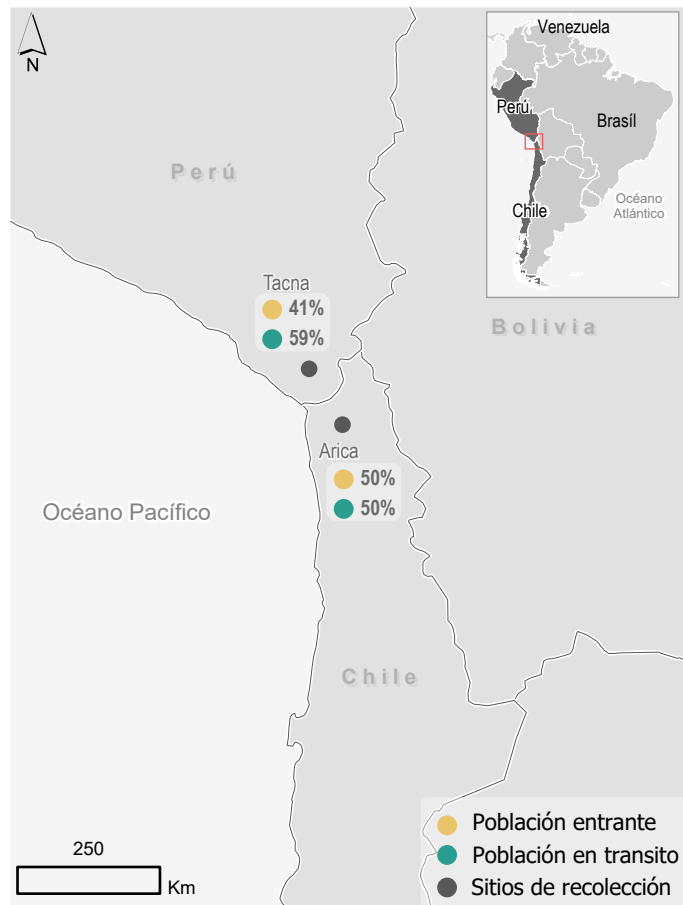 N
Venezuela
Perú
Brasíl
Chile
Océano
Atlántico
Perú
Tacna
41%
59%
Bolivia
Arica
50%
50%
Océano Pacífico
Chile
250
Km
Población entrante
Población en transito
Sitios de recolección